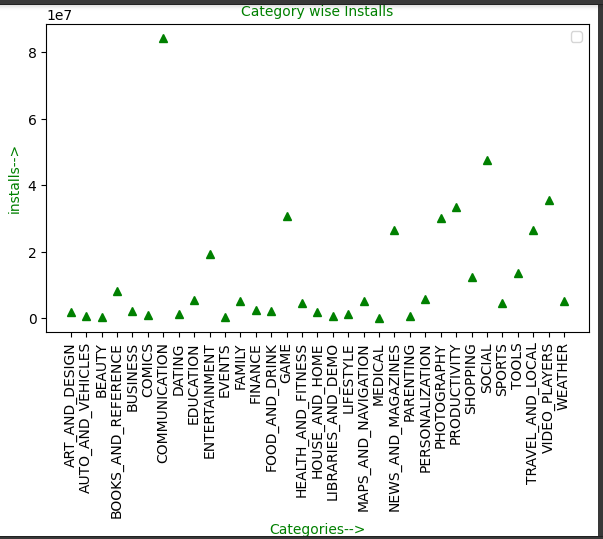 Category wise Installs
1e7
8
6
4
2
0
installs-->
ART_AND_DESIGN
AUTO_AND_VEHICLES
BEAUTY
BOOKS_AND_REFERENCE
BUSINESS
COMICS
COMMUNICATION
DATING
EDUCATION
ENTERTAINMENT
EVENTS
FAMILY
FINANCE
FOOD_AND_DRINK
GAME
HEALTH_AND_FITNESS
HOUSE_AND_HOME
LIBRARIES_AND_DEMO
LIFESTYLE
MAPS_AND_NAVIGATION
MEDICAL
NEWS_AND_MAGAZINES
PARENTING
PERSONALIZATION
PHOTOGRAPHY
PRODUCTIVITY
SHOPPING
SOCIAL
SPORTS
TOOLS
TRAVEL_AND_LOCAL
VIDEO_PLAYERS
WEATHER
Categories-->